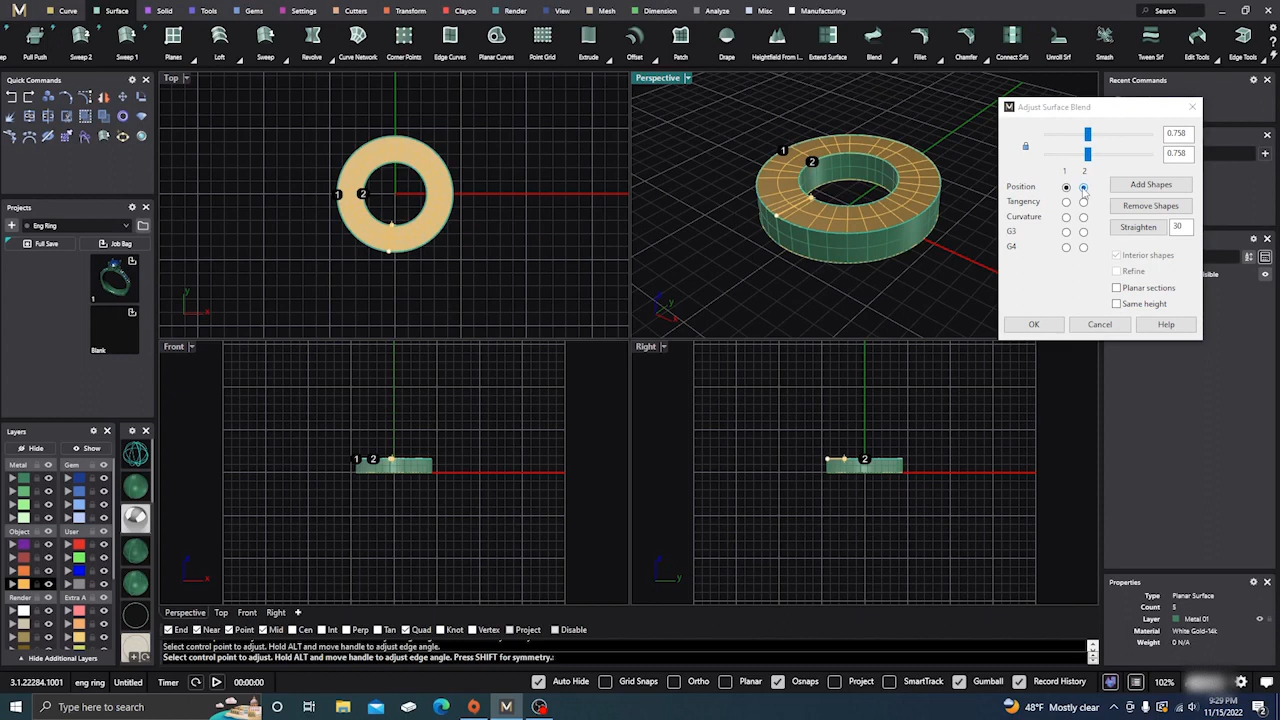 Curve Surface Solid Tools Gems Settings Cutters Transform Clayoo Render View Mesh Dimension Analyze Misc Manufacturing Search
Pull Push Sweep 2 Sweep 1 Planes Loft Sweep Revolve Curve Network Corner Points Point Grid Edge Curves Planar Curves Extrude Offset Patch Drape Heightfield From I... Extend Surface Blend Fillet Chamfer Connect Srfs Unroll Smash Twein Srfs Edit Tools Edge Tools
Quick Commands
Top
Perspective
Recent Commands
Adjust Surface Blend
0.758
0.758
1 2
Position Add Shapes
Tangency Remove Shapes
Curvature Straighten 30
G3
G4
Interior shapes
Refine
Planar sections
Same height
OK Cancel Help
Projects
Eng Ring
Full Save Job Bag
1
Blank
1 2
1
2
y
x
Front
Right
1 2
2
Layers
Hide Show
Metal Gem
Object User
Render Extra A
Hide Additional Layers
Properties
Type Planar Surface
Count 5
Layer Metal 01
Material White Gold-14k
Weight 0 N/A
Perspective Top Front Right
End Near Point Mid Cen Int Perp Tan Quad Knot Vertex Project Disable
Select control point to adjust. Hold ALT and move handle to adjust edge angle.
Select control point to adjust. Hold ALT and move handle to adjust edge angle. Press SHIFT for symmetry.:
3.1.22284.1001 eng ring Untitled Timer 00:00:00 Auto Hide Grid Snaps Ortho Planar Osnaps Project SmartTrack Gumball Record History 102%
Type here to search
48°F Mostly clear
9:29 PM
11/15/2022